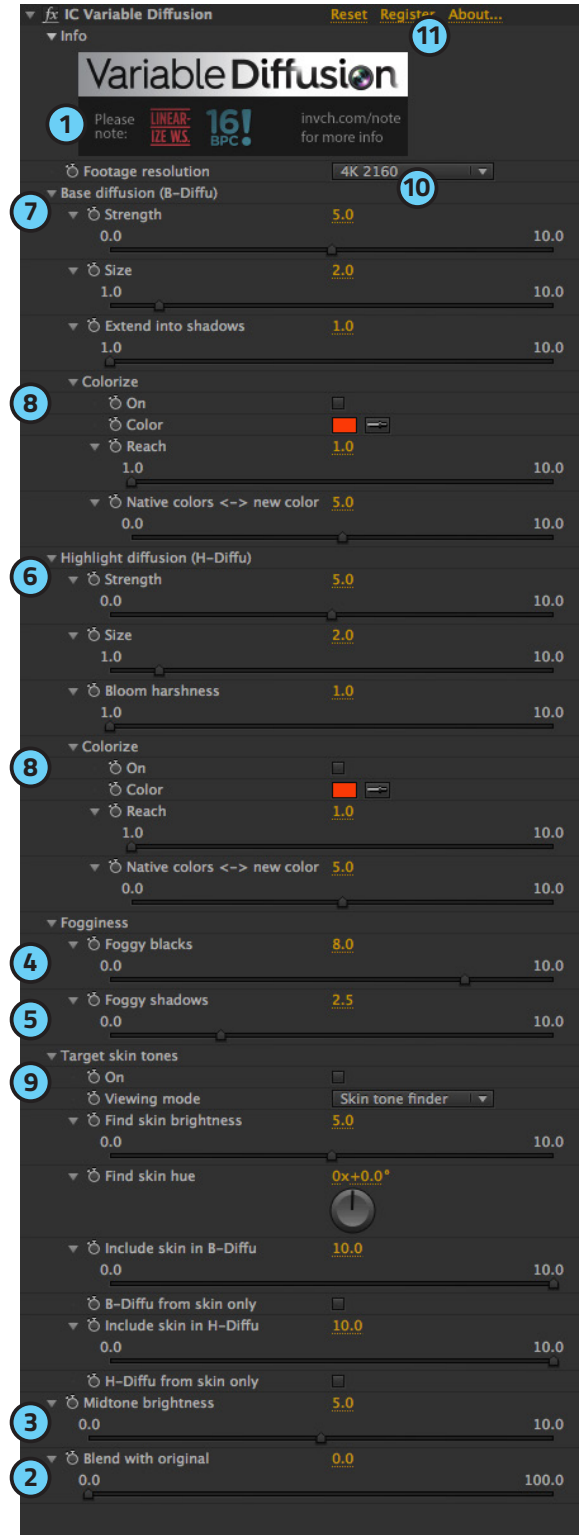 fx IC Variable Diffusion Reset Register About...
11
Info
Variable Diffusion
1 Please note: LINEAR-IZE W.S. 16! BPC invch.com/note for more info
Footage resolution 4K 2160
10
Base diffusion (B-Diffu)
7
Strength 5.0
0.0 10.0
Size 2.0
1.0 10.0
Extend into shadows 1.0
1.0 10.0
Colorize
8
On
Color
Reach 1.0
1.0 10.0
Native colors <-> new color 5.0
0.0 10.0
Highlight diffusion (H-Diffu)
6
Strength 5.0
0.0 10.0
Size 2.0
1.0 10.0
Bloom harshness 1.0
1.0 10.0
Colorize
8
On
Color
Reach 1.0
1.0 10.0
Native colors <-> new color 5.0
0.0 10.0
Fogginess
Foggy blacks 8.0
4
0.0 10.0
Foggy shadows 2.5
5
0.0 10.0
Target skin tones
9
On
Viewing mode Skin tone finder
Find skin brightness 5.0
0.0 10.0
Find skin hue 0x+0.0°
Include skin in B-Diffu 10.0
0.0 10.0
B-Diffu from skin only
Include skin in H-Diffu 10.0
0.0 10.0
H-Diffu from skin only
Midtone brightness 5.0
3
0.0 10.0
Blend with original 0.0
2
0.0 100.0